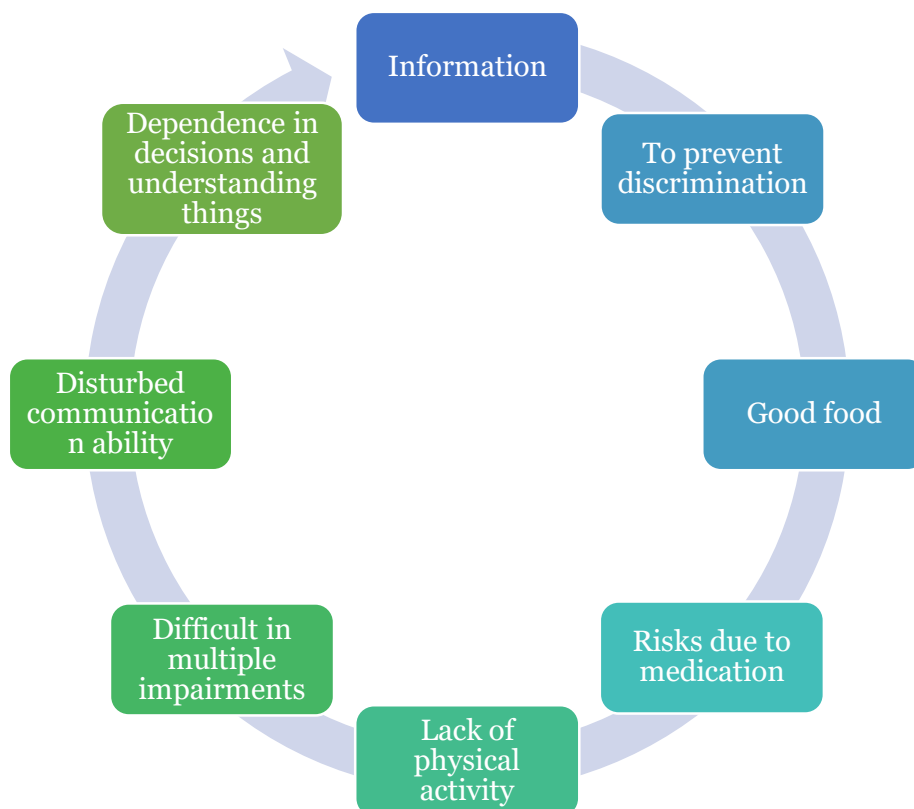 Information
To prevent
discrimination
Good food
Risks due to
medication
Lack of
physical
activity
Difficult in
multiple
impairments
Disturbed
communicatio
n ability
Dependence in
decisions and
understanding
things